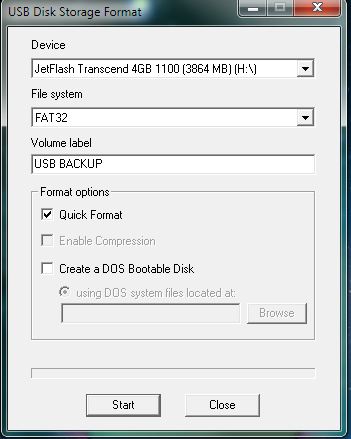 USB Disk Storage Format
Device
JetFlash Transcend 4GB 1100 (3864 MB) (H:\)
File system
FAT32
Volume label
USB BACKUP
Format options
Quick Format
Enable Compression
Create a DOS Bootable Disk
using DOS system files located at:
Browse
Start
Close